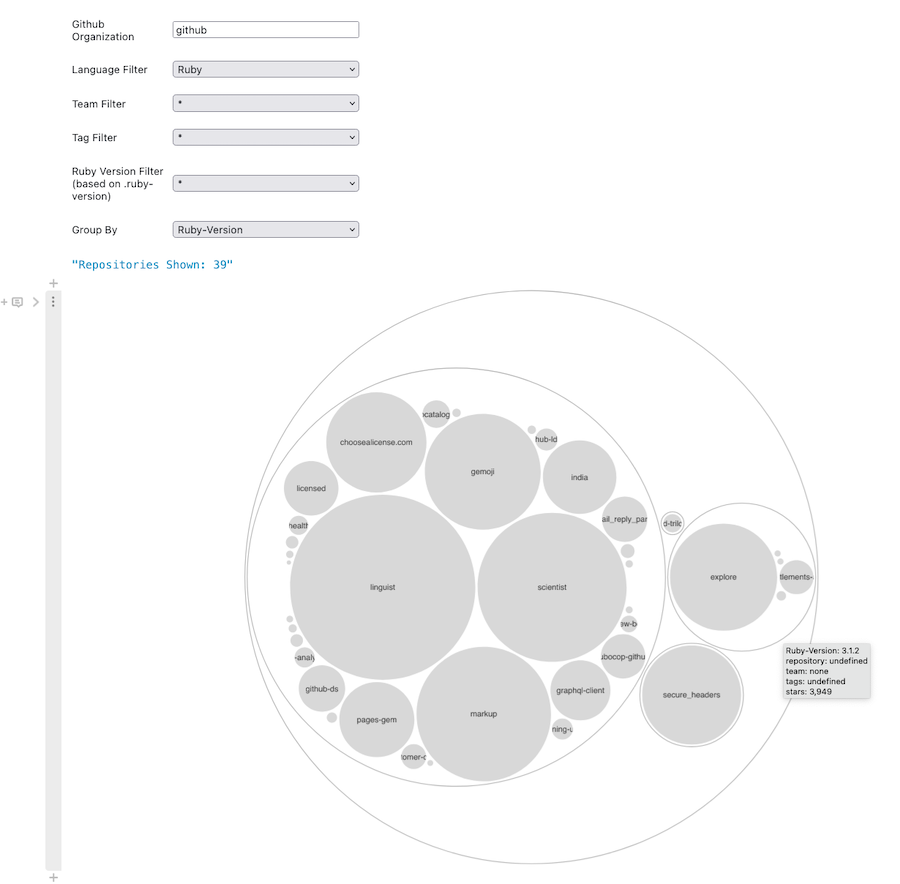 Github
Organization
github
Language Filter
Ruby
Team Filter
*
Tag Filter
*
Ruby Version Filter
(based on .ruby-
version)
*
Group By
Ruby-Version
"Repositories Shown: 39"
choosealicense.com
catalog
gemoji
hub-ld
india
licensed
ail_reply_par
health
d-trilo
linguist
scientist
explore
tlements-
ew-b
-analy
ubocop-githu
github-ds
graphql-client
secure_headers
pages-gem
markup
ning-u
omer-c
Ruby-Version: 3.1.2
repository: undefined
team: none
tags: undefined
stars: 3,949